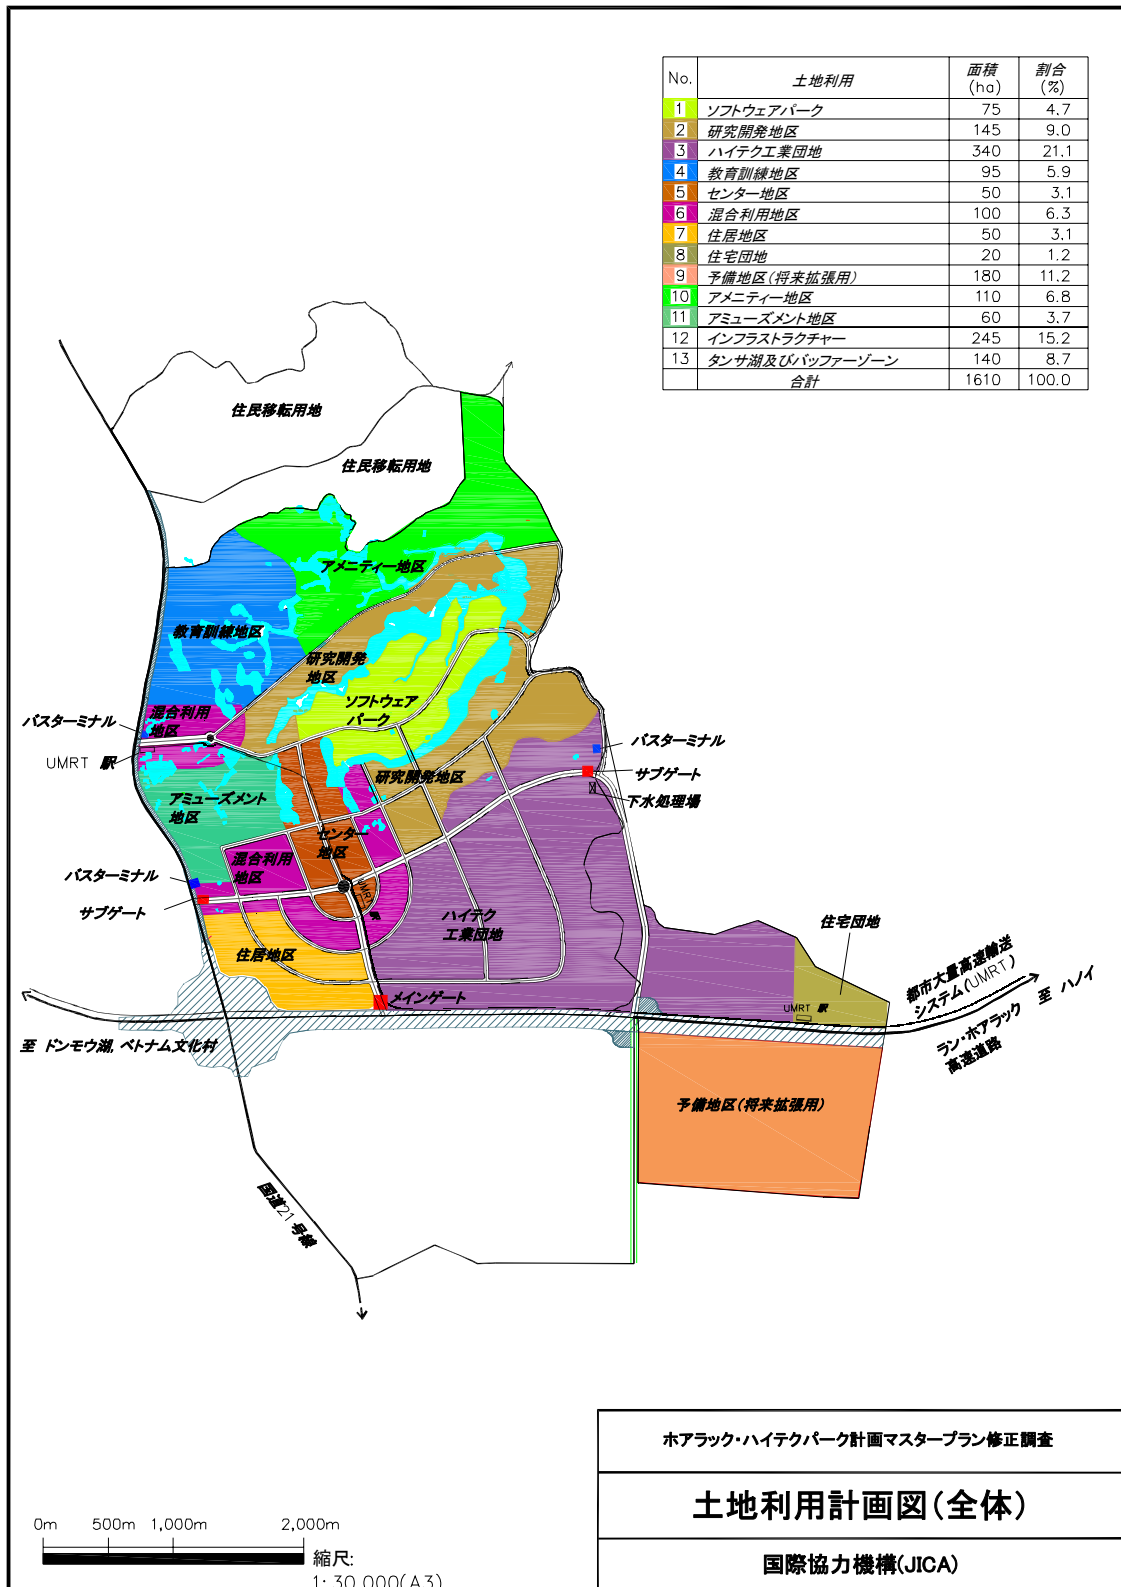 No. 土地利用 面積(ha) 割合(%)
1 ソフトウェアパーク 75 4.7
2 研究開発地区 145 9.0
3 ハイテク工業団地 340 21.1
4 教育訓練地区 95 5.9
5 センター地区 50 3.1
6 混合利用地区 100 6.3
7 住居地区 50 3.1
8 住宅団地 20 1.2
9 予備地区(将来拡張用) 180 11.2
10 アメニティー地区 110 6.8
11 アミューズメント地区 60 3.7
12 インフラストラクチャー 245 15.2
13 タンサ湖及びバッファーゾーン 140 8.7
合計 1610 100.0
住民移転用地
住民移転用地
アメニティー地区
教育訓練地区
研究開発
地区
ソフトウェア
パーク
混合利用
地区
バスターミナル
UMRT 駅
バスターミナル
サブゲート
下水処理場
研究開発地区
アミューズメント
地区
センター
地区
混合利用
地区
バスターミナル
サブゲート
UMRT
駅
ハイテク
工業団地
住居地区
メインゲート
住宅団地
UMRT 駅
都市大量高速輸送
システム(UMRT)
至 ハノイ
ラン・ホアラック
高速道路
至 ドンモウ湖, ベトナム文化村
予備地区(将来拡張用)
国道21号線
ホアラック・ハイテクパーク計画マスタープラン修正調査
土地利用計画図(全体)
国際協力機構(JICA)
0m 500m 1,000m 2,000m
縮尺:
1: 30,000(A3)